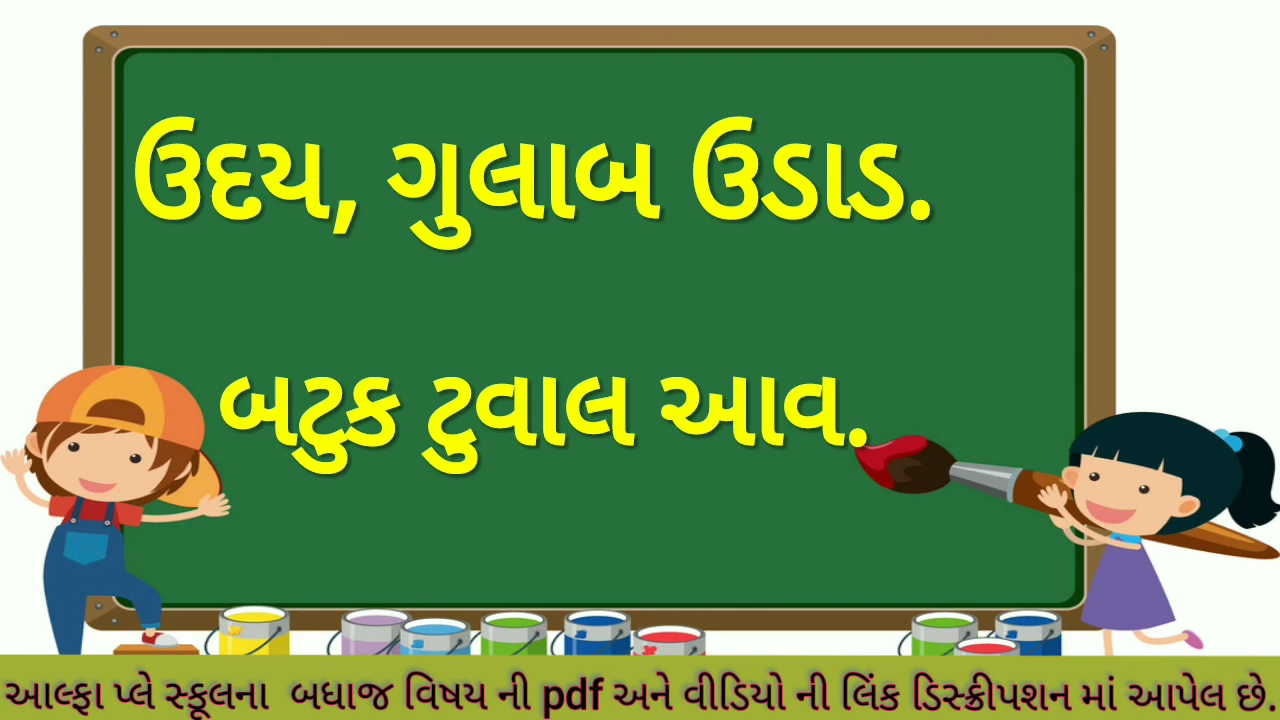 ઉદય, ગુલાબ ઉડાડ.
બટુક ટુવાલ આવ.
આલ્ફા પ્લે સ્કૂલના બધાજ વિષય ની pdf અને વીડિયો ની લિંક ડિસ્ક્રીપશન માં આપેલ છે.